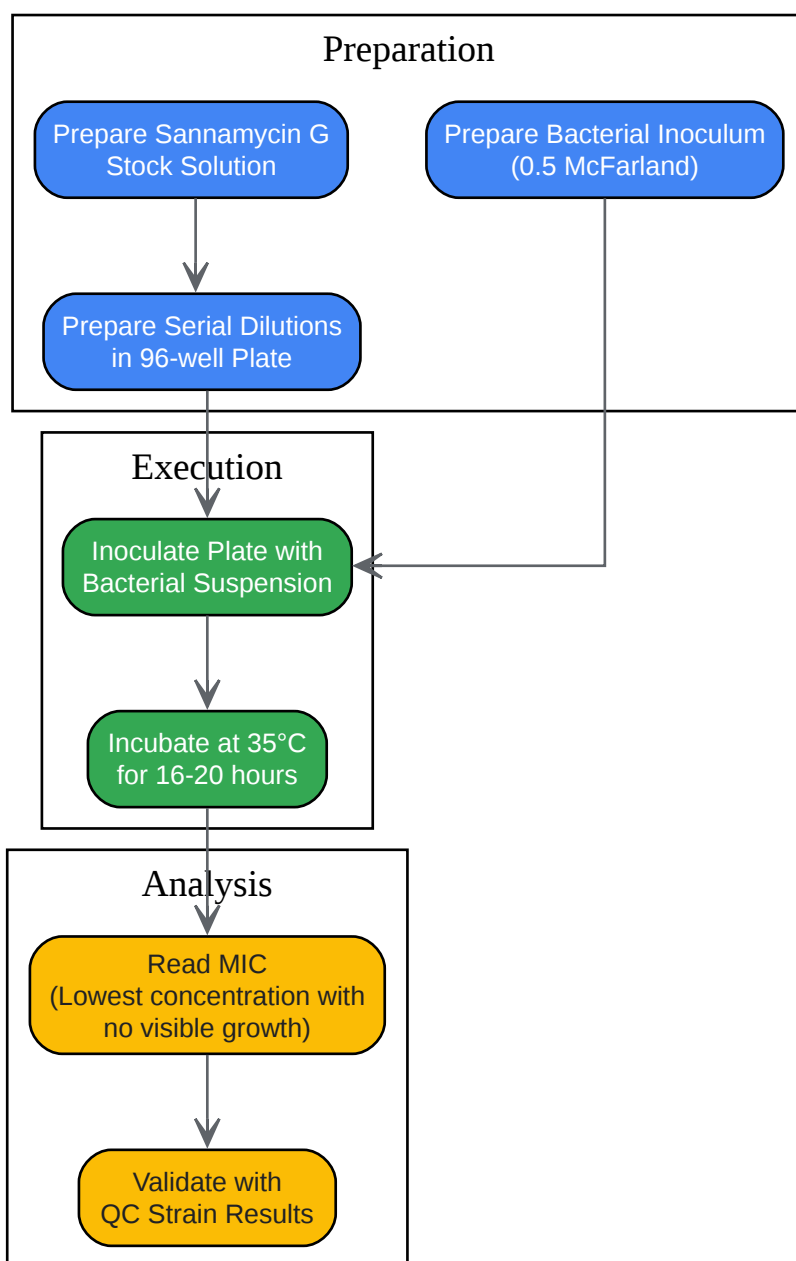 Preparation
Prepare Sannamycin G
Stock Solution
Prepare Bacterial Inoculum
(0.5 McFarland)
Prepare Serial Dilutions
in 96-well Plate
Execution
Inoculate Plate with
Bacterial Suspension
Incubate at 35°C
for 16-20 hours
Analysis
Read MIC
(Lowest concentration with
no visible growth)
Validate with
QC Strain Results